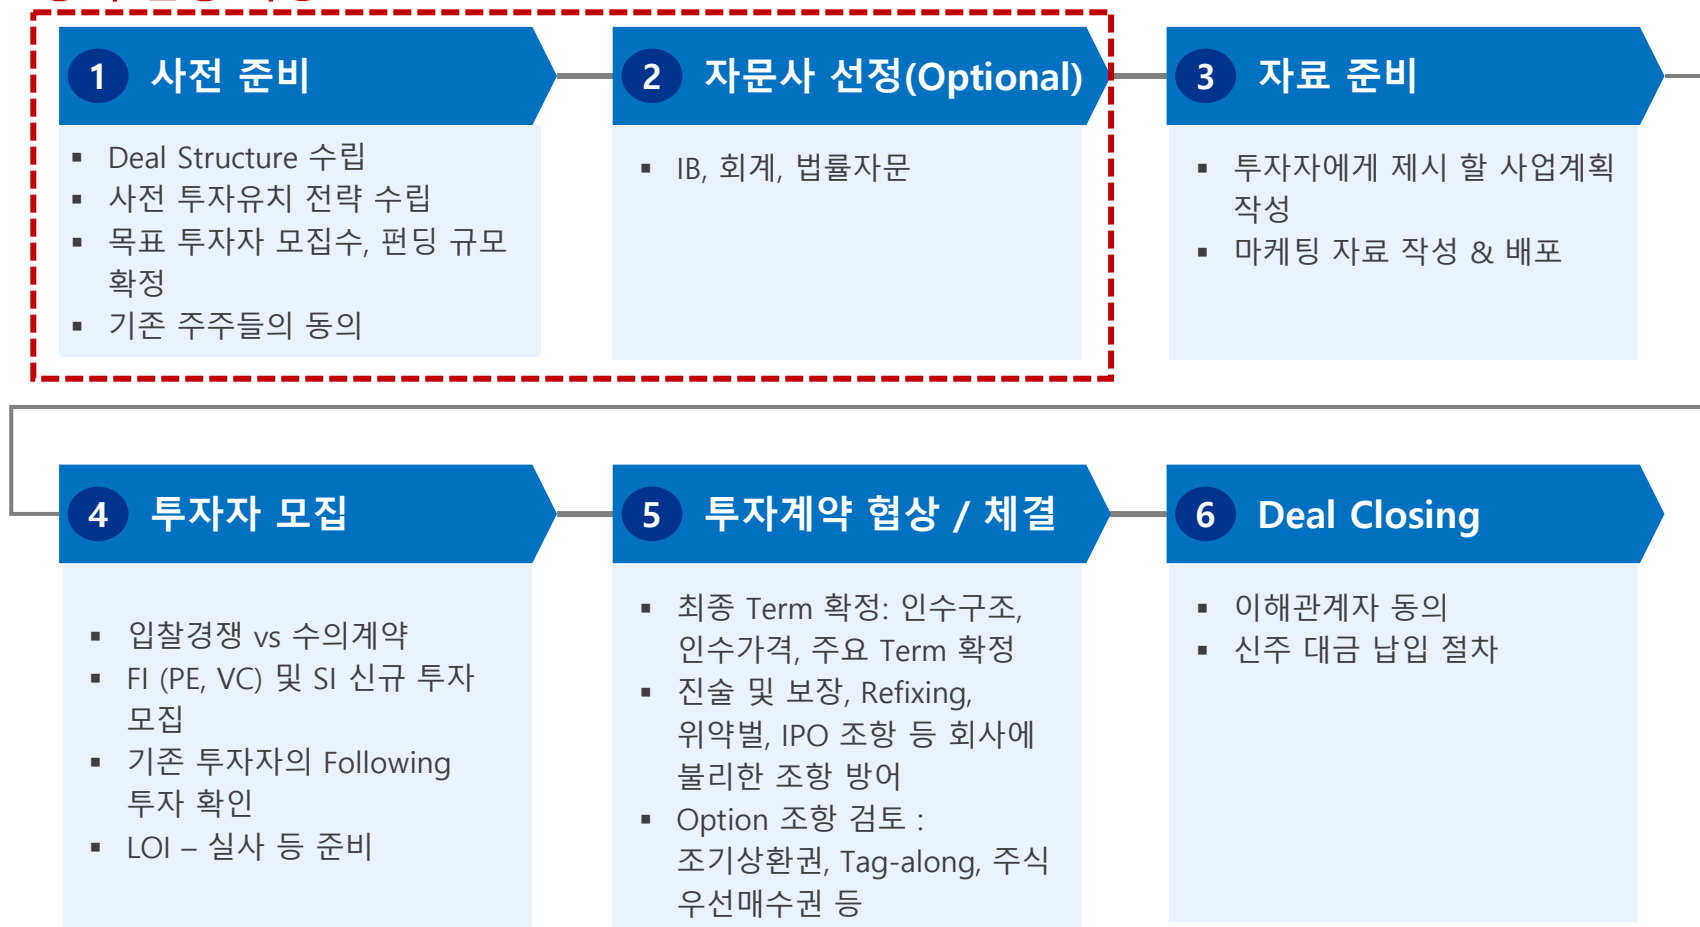 1 사전 준비
▪ Deal Structure 수립
▪ 사전 투자유치 전략 수립
▪ 목표 투자자 모집수, 펀딩 규모
확정
▪ 기존 주주들의 동의
2 자문사 선정(Optional)
▪ IB, 회계, 법률자문
3 자료 준비
▪ 투자자에게 제시 할 사업계획
작성
▪ 마케팅 자료 작성 & 배포
4 투자자 모집
▪ 입찰경쟁 vs 수의계약
▪ FI (PE, VC) 및 SI 신규 투자
모집
▪ 기존 투자자의 Following
투자 확인
▪ LOI – 실사 등 준비
5 투자계약 협상 / 체결
▪ 최종 Term 확정: 인수구조,
인수가격, 주요 Term 확정
▪ 진술 및 보장, Refixing,
위약벌, IPO 조항 등 회사에
불리한 조항 방어
▪ Option 조항 검토 :
조기상환권, Tag-along, 주식
우선매수권 등
6 Deal Closing
▪ 이해관계자 동의
▪ 신주 대금 납입 절차